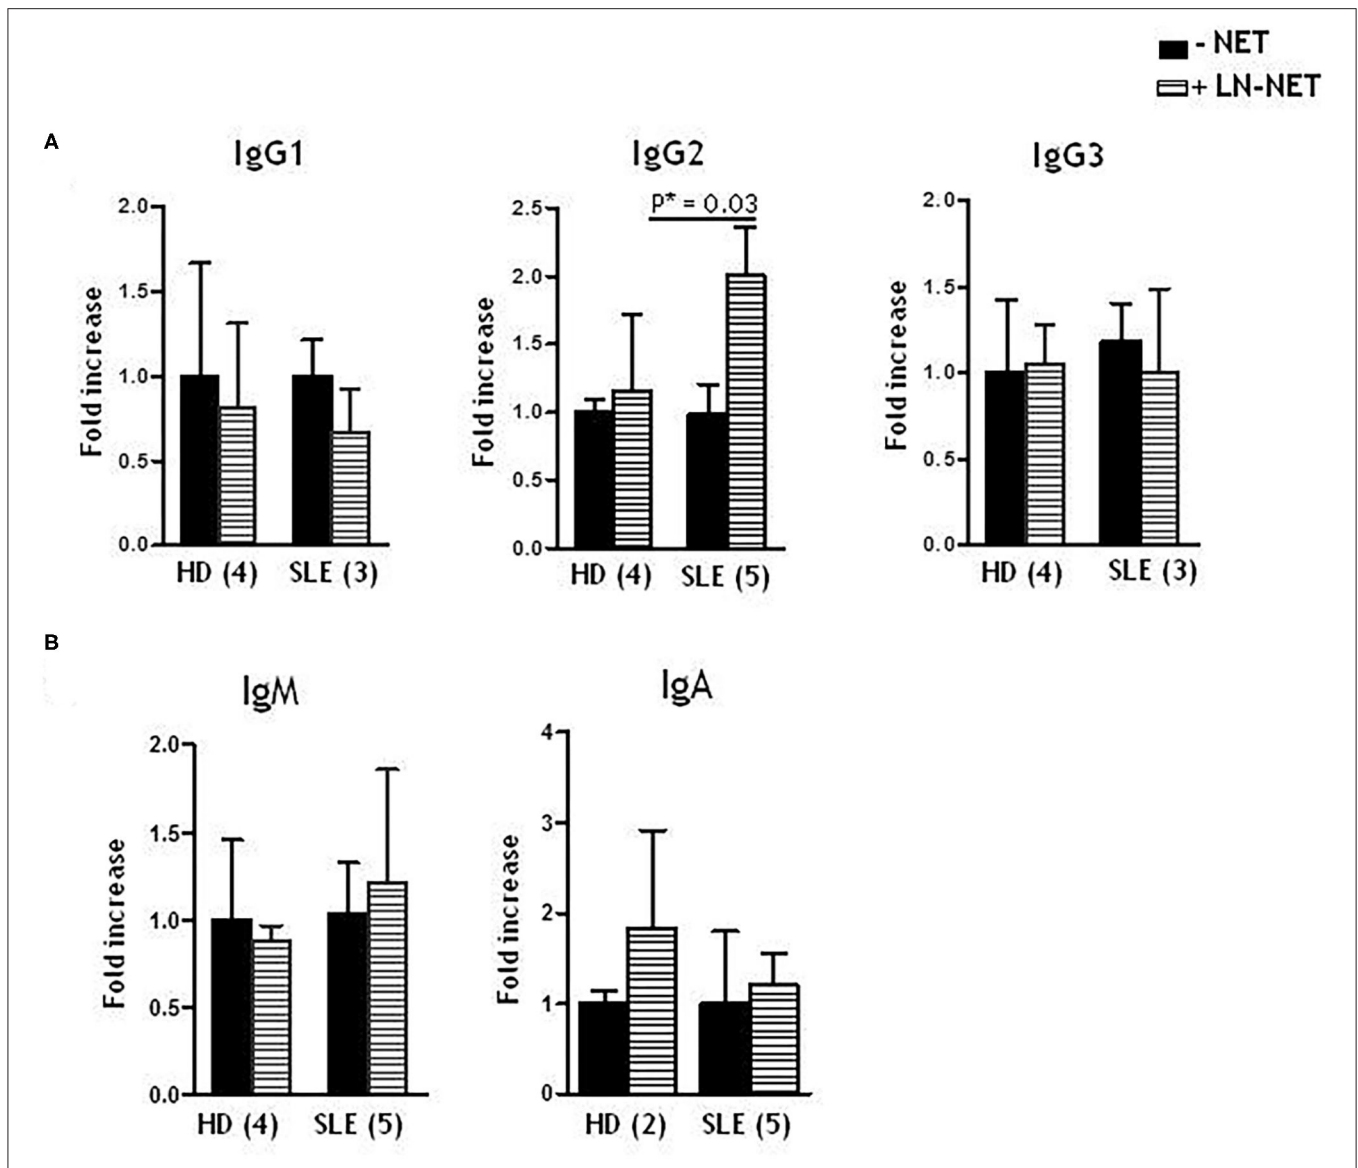 - NET
+ LN-NET
A
IgG1
Fold increase
2.0
1.5
1.0
0.5
0.0
HD (4) SLE (3)
IgG2
Fold increase
2.5
2.0
1.5
1.0
0.5
0.0
P* = 0.03
HD (4) SLE (5)
IgG3
Fold increase
2.0
1.5
1.0
0.5
0.0
HD (4) SLE (3)
B
IgM
Fold increase
2.0
1.5
1.0
0.5
0.0
HD (4) SLE (5)
IgA
Fold increase
4
3
2
1
0
HD (2) SLE (5)